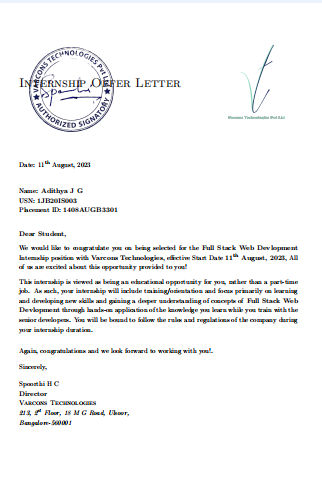 VARCONS TECHNOLOGIES Pvt Ltd
AUTHORIZED SIGNATORY
INTERNSHIP OFFER LETTER
Varcons Technologies Pvt Ltd
Date: 11th August, 2023
Name: Adithya J G
USN: 1JB20IS003
Placement ID: 1408AUGB3301
Dear Student,
We would like to congratulate you on being selected for the Full Stack Web Devlopment
Internship position with Varcons Technologies, effective Start Date 11th August, 2023, All
of us are excited about this opportunity provided to you!
This internship is viewed as being an educational opportunity for you, rather than a part-time
job. As such, your internship will include training/orientation and focus primarily on learning
and developing new skills and gaining a deeper understanding of concepts of Full Stack Web
Devlopment through hands-on application of the knowledge you learn while you train with the
senior developers. You will be bound to follow the rules and regulations of the company during
your internship duration.
Again, congratulations and we look forward to working with you!.
Sincerely,
Spoorthi H C
Director
VARCONS TECHNOLOGIES
213, 2st Floor, 18 M G Road, Ulsoor,
Bangalore-560001